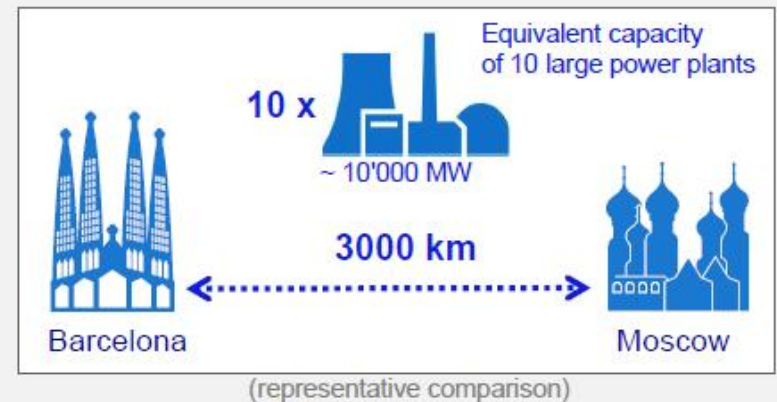 Equivalent capacity
of 10 large power plants
10 x
~ 10'000 MW
3000 km
Barcelona
Moscow
(representative comparison)